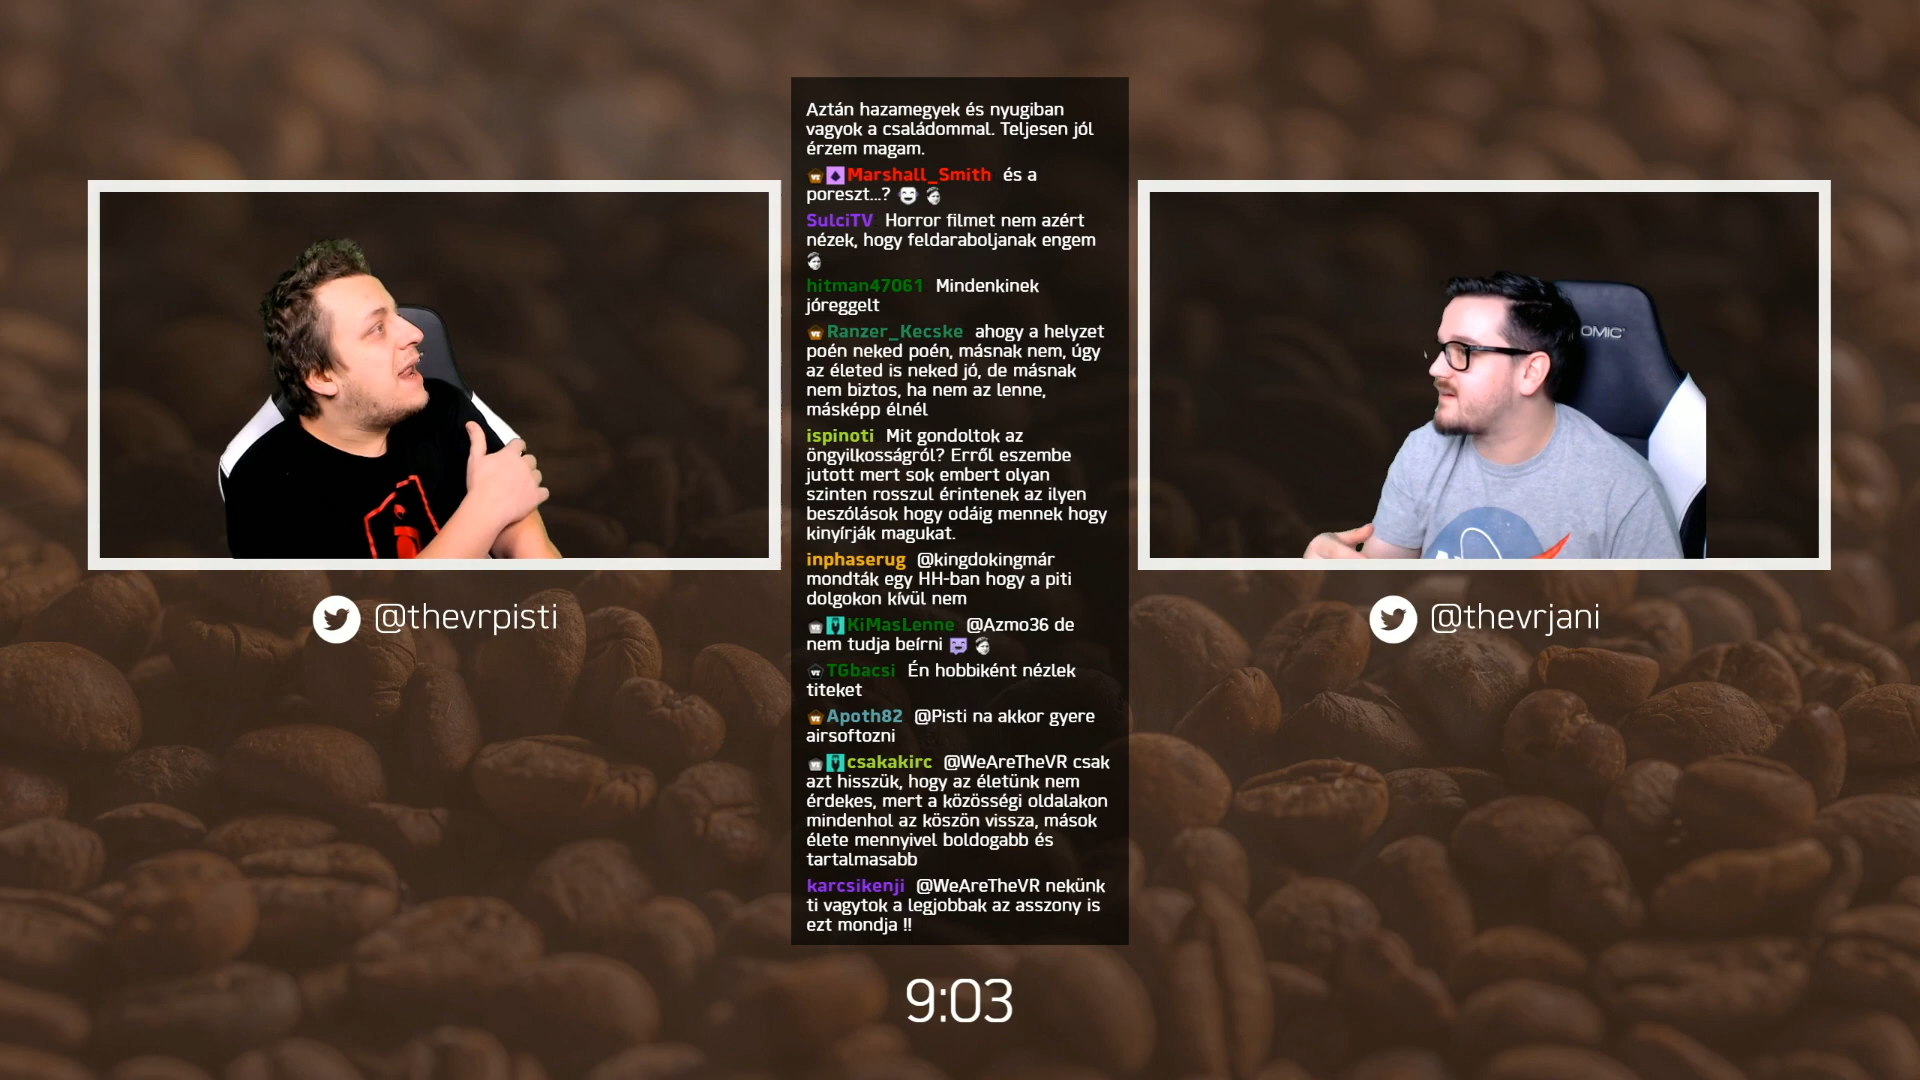 Aztán hazamegyek és nyugiban
vagyok a családommal. Teljesen jól
érzem magam.
Marshall_Smith és a
poreszt...?
SulciTV Horror filmet nem azért
nézek, hogy feldaraboljanak engem
hitman47061 Mindenkinek
jóreggelt
Ranzer_Kecske ahogy a helyzet
poén neked poén, másnak nem, úgy
az életed is neked jó, de másnak
nem biztos, ha nem az lenne,
másképp élnél
ispinoti Mit gondoltok az
öngyilkosságról? Erről eszembe
jutott mert sok embert olyan
szinten rosszul érintenek az ilyen
beszólások hogy odáig mennek hogy
kinyírják magukat.
inphaserug @kingdokingmár
mondták egy HH-ban hogy a piti
dolgokon kívül nem
KiMasLenne @Azmo36 de
nem tudja beírni
TGbacsi Én hobbiként nézlek
titeket
Apoth82 @Pisti na akkor gyere
airsoftozni
csakakirc @WeAreTheVR csak
azt hisszük, hogy az életünk nem
érdekes, mert a közösségi oldalakon
mindenhol az köszön vissza, mások
élete mennyivel boldogabb és
tartalmasabb
karcsikenji @WeAreTheVR nekünk
ti vagytok a legjobbak az asszony is
ezt mondja !!
@thevrpisti
@thevrjani
OMIC
9:03